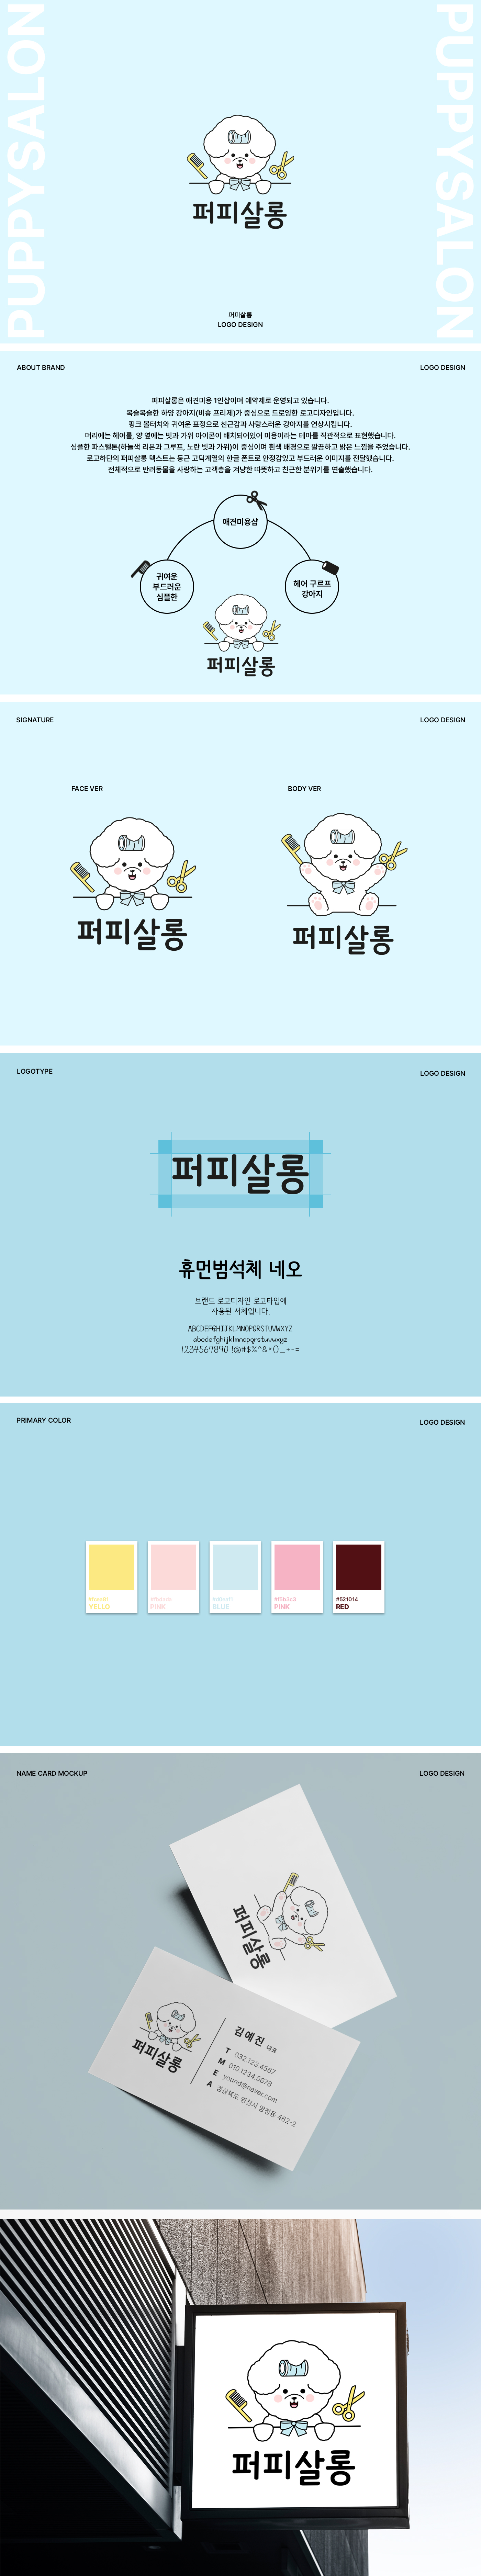 PUPPYSALON
PUPPYSALON
퍼피살롱
퍼피살롱
LOGO DESIGN
ABOUT BRAND
LOGO DESIGN
퍼피살롱은 애견미용 1인샵이며 예약제로 운영되고 있습니다.
복슬복슬한 하양 강아지(비숑 프리제)가 중심으로 드로잉한 로고디자인입니다.
핑크 볼터치와 귀여운 표정으로 친근감과 사랑스러운 강아지를 연상시킵니다.
머리에는 헤어롤, 양 옆에는 빗과 가위 아이콘이 배치되어있어 미용이라는 테마를 직관적으로 표현했습니다.
심플한 파스텔톤(하늘색 리본과 그루프, 노란 빗과 가위)이 중심이며 흰색 배경으로 깔끔하고 밝은 느낌을 주었습니다.
로고하단의 퍼피살롱 텍스트는 둥근 고딕계열의 한글 폰트로 안정감있고 부드러운 이미지를 전달했습니다.
전체적으로 반려동물을 사랑하는 고객층을 겨냥한 따뜻하고 친근한 분위기를 연출했습니다.
애견미용샵
귀여운
부드러운
심플한
헤어 구르프
강아지
퍼피살롱
SIGNATURE
LOGO DESIGN
FACE VER
BODY VER
퍼피살롱
퍼피살롱
LOGOTYPE
LOGO DESIGN
퍼피살롱
휴먼범석체 네오
브랜드 로고디자인 로고타입에
사용된 서체입니다.
ABCDEFGHIJKLMNOPQRSTUVWXYZ
abcdefghijklmnopqrstuvwxyz
1234567890 !@#$%^&*()_+-=
PRIMARY COLOR
LOGO DESIGN
YELLO
PINK
BLUE
#f5b3c3
PINK
#521014
RED
NAME CARD MOCKUP
LOGO DESIGN
퍼피살롱
퍼피살롱
김예진 대표
T 032.123.4567
M 010.1234.5678
E yourid@naver.com
A 경상북도 영천시 망정동 462-2
퍼피살롱